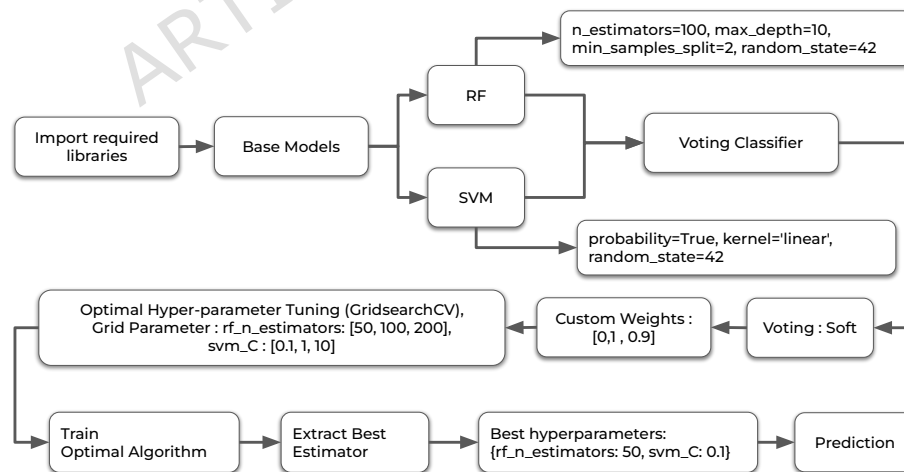 n_estimators=100, max_depth=10,
min_samples_split=2, random_state=42
RF
Import required
libraries
Base Models
Voting Classifier
SVM
probability=True, kernel='linear',
random_state=42
Optimal Hyper-parameter Tuning (GridsearchCV),
Grid Parameter : rf_n_estimators: [50, 100, 200],
svm_C : [0.1, 1, 10]
Custom Weights :
[0,1 , 0.9]
Voting : Soft
Train
Optimal Algorithm
Extract Best
Estimator
Best hyperparameters:
{rf_n_estimators: 50, svm_C: 0.1}
Prediction